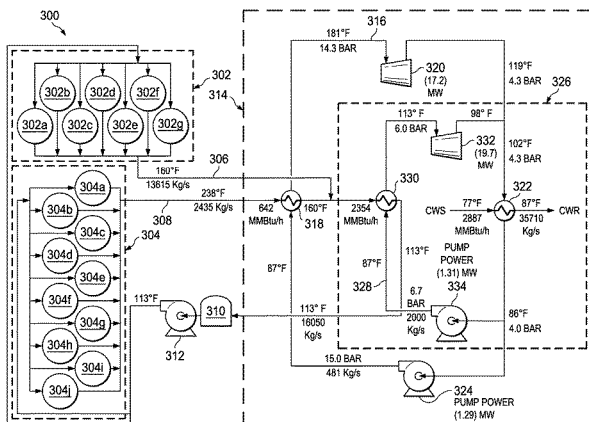 300
302
302b
302d
302f
302a
302c
302e
302g
160°F
13615 Kg/s
306
304a
304b
304c
304d
304e
304f
304g
304h
304i
304j
304
238°F
2435 Kg/s
308
113°F
312
310
113°F
16050
Kg/s
314
181°F
14.3 BAR
316
320
(17.2)
MW
119°F
4.3 BAR
326
113° F
6.0 BAR
98° F
332
(19.7)
MW
102°F
4.3 BAR
330
642
MMBtu/h
160°F
318
2354
MMBtu/h
CWS
77°F
2887
MMBtu/h
322
87°F
35710
Kg/s
CWR
87°F
87°F
328
113°F
PUMP
POWER
(1.31) MW
6.7
BAR
2000
Kg/s
334
86°F
4.0 BAR
15.0 BAR
481 Kg/s
324
PUMP POWER
(1.29) MW